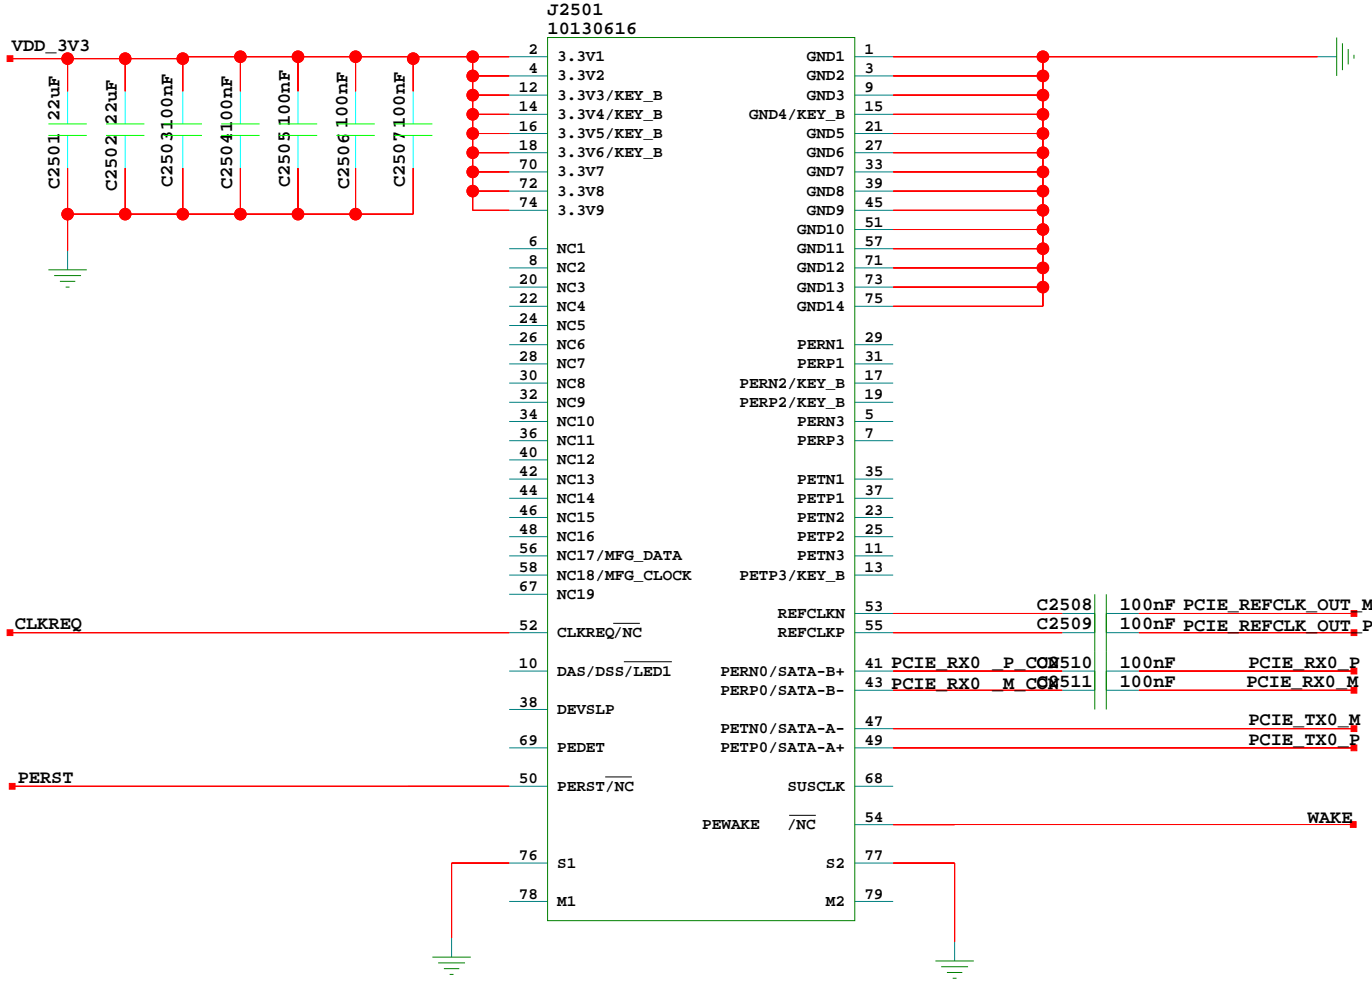 J2501
10130616
VDD_3V3
C2501 22uF
C2502 22uF
C2503 100nF
C2504 100nF
C2505 100nF
C2506 100nF
C2507 100nF
2 3.3V1
4 3.3V2
12 3.3V3/KEY_B
14 3.3V4/KEY_B
16 3.3V5/KEY_B
18 3.3V6/KEY_B
70 3.3V7
72 3.3V8
74 3.3V9
6 NC1
8 NC2
20 NC3
22 NC4
24 NC5
26 NC6
28 NC7
30 NC8
32 NC9
34 NC10
36 NC11
40 NC12
42 NC13
44 NC14
46 NC15
48 NC16
56 NC17/MFG_DATA
58 NC18/MFG_CLOCK
67 NC19
CLKREQ 52 CLKREQ/NC
10 DAS/DSS/LED1
38 DEVSLP
69 PEDET
PERST 50 PERST/NC
76 S1
78 M1
GND1 1
GND2 3
GND3 9
GND4/KEY_B 15
GND5 21
GND6 27
GND7 33
GND8 39
GND9 45
GND10 51
GND11 57
GND12 71
GND13 73
GND14 75
PERN1 29
PERP1 31
PERN2/KEY_B 17
PERP2/KEY_B 19
PERN3 5
PERP3 7
PETN1 35
PETP1 37
PETN2 23
PETP2 25
PETN3 11
PETP3/KEY_B 13
REFCLKN 53 C2508 100nF PCIE_REFCLK_OUT_M
REFCLKP 55 C2509 100nF PCIE_REFCLK_OUT_P
PERN0/SATA-B+ 41 PCIE_RX0 _P_CON C2510 100nF PCIE_RX0_P
PERP0/SATA-B- 43 PCIE_RX0 _M_CON C2511 100nF PCIE_RX0_M
PETN0/SATA-A- 47 PCIE_TX0_M
PETP0/SATA-A+ 49 PCIE_TX0_P
SUSCLK 68
PEWAKE /NC 54 WAKE
S2 77
M2 79